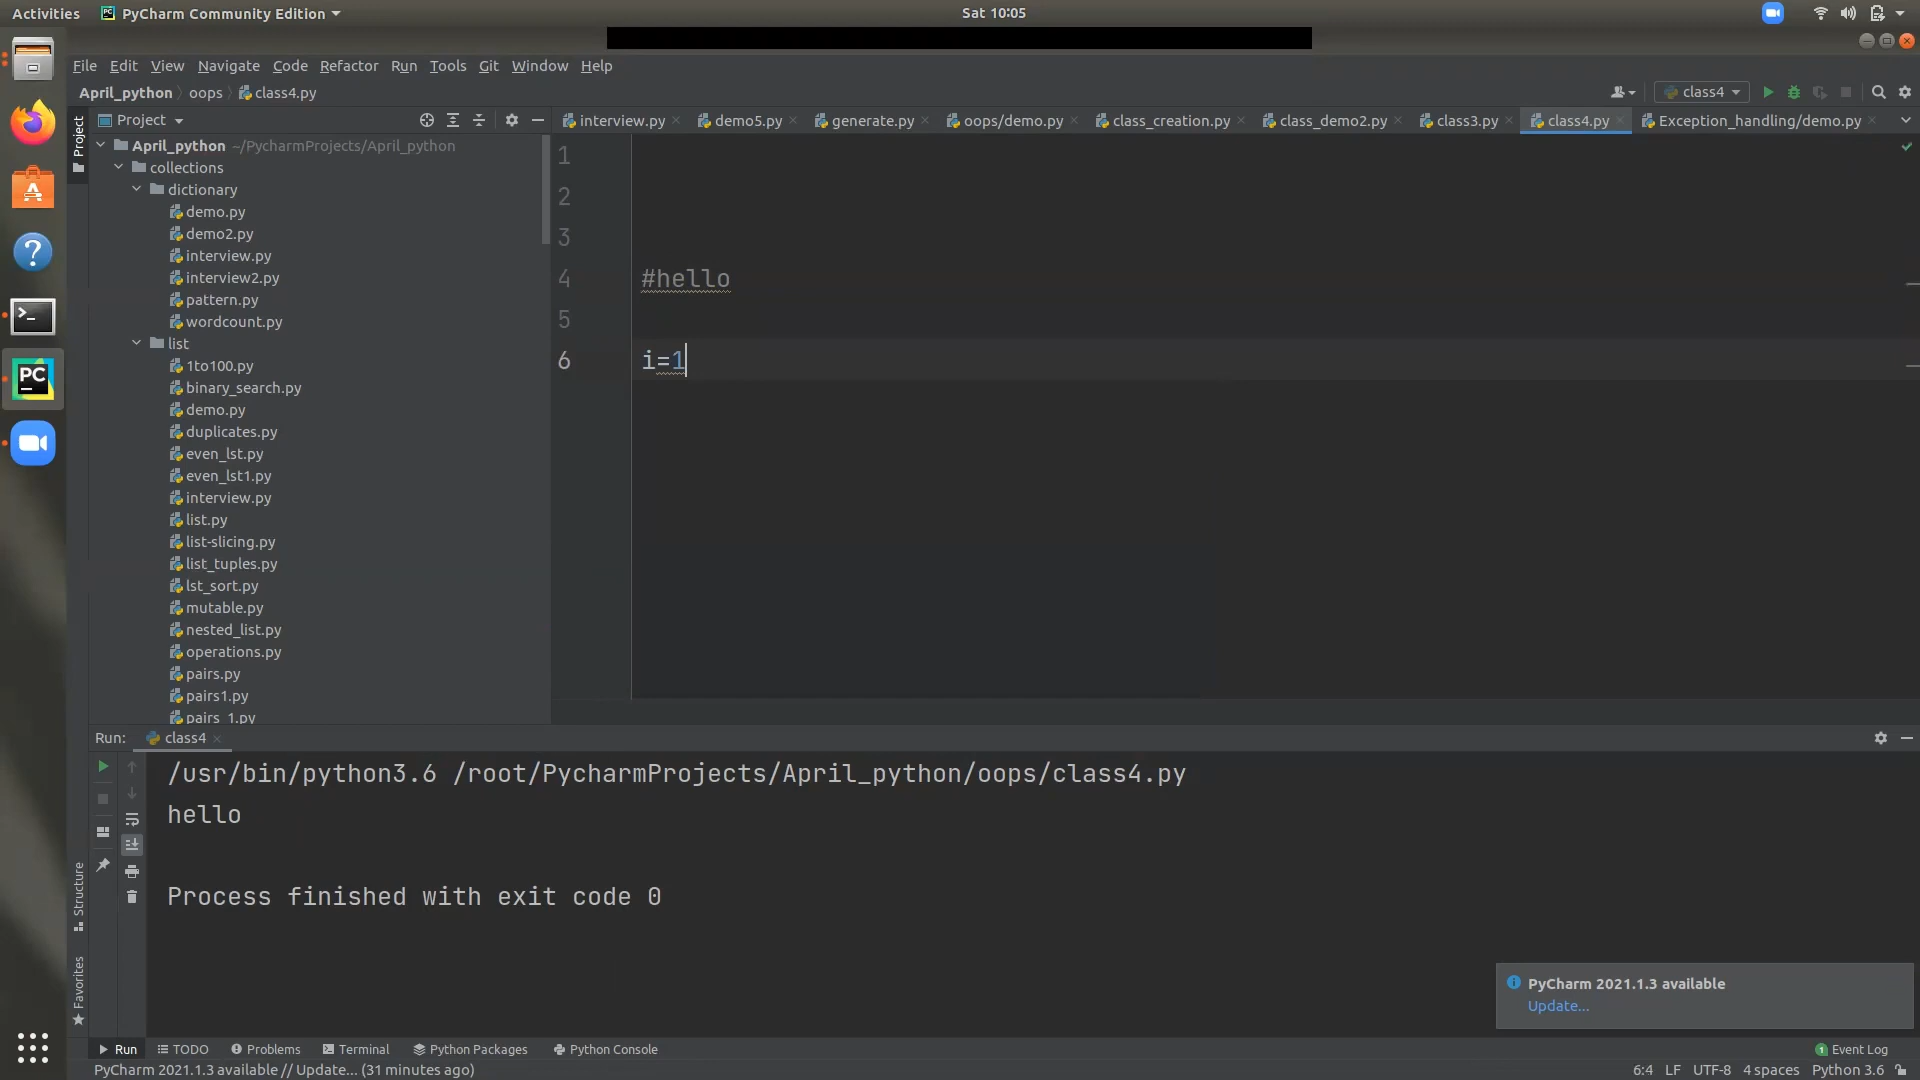 Activities PyCharm Community Edition Sat 10:05
File Edit View Navigate Code Refactor Run Tools Git Window Help
April_python oops class4.py class4
Project interview.py demo5.py generate.py oops/demo.py class_creation.py class_demo2.py class3.py class4.py Exception_handling/demo.py
Project
April_python ~/PycharmProjects/April_python
collections
dictionary
demo.py
demo2.py
interview.py
interview2.py
pattern.py
wordcount.py
list
1to100.py
binary_search.py
demo.py
duplicates.py
even_lst.py
even_lst1.py
interview.py
list.py
list-slicing.py
list_tuples.py
lst_sort.py
mutable.py
nested_list.py
operations.py
pairs.py
pairs1.py
pairs_1.py
1
2
3
4 #hello
5
6 i=1
Run: class4
/usr/bin/python3.6 /root/PycharmProjects/April_python/oops/class4.py
hello
Process finished with exit code 0
Structure
Favorites
PyCharm 2021.1.3 available
Update...
Run TODO Problems Terminal Python Packages Python Console 1 Event Log
PyCharm 2021.1.3 available // Update... (31 minutes ago) 6:4 LF UTF-8 4 spaces Python 3.6